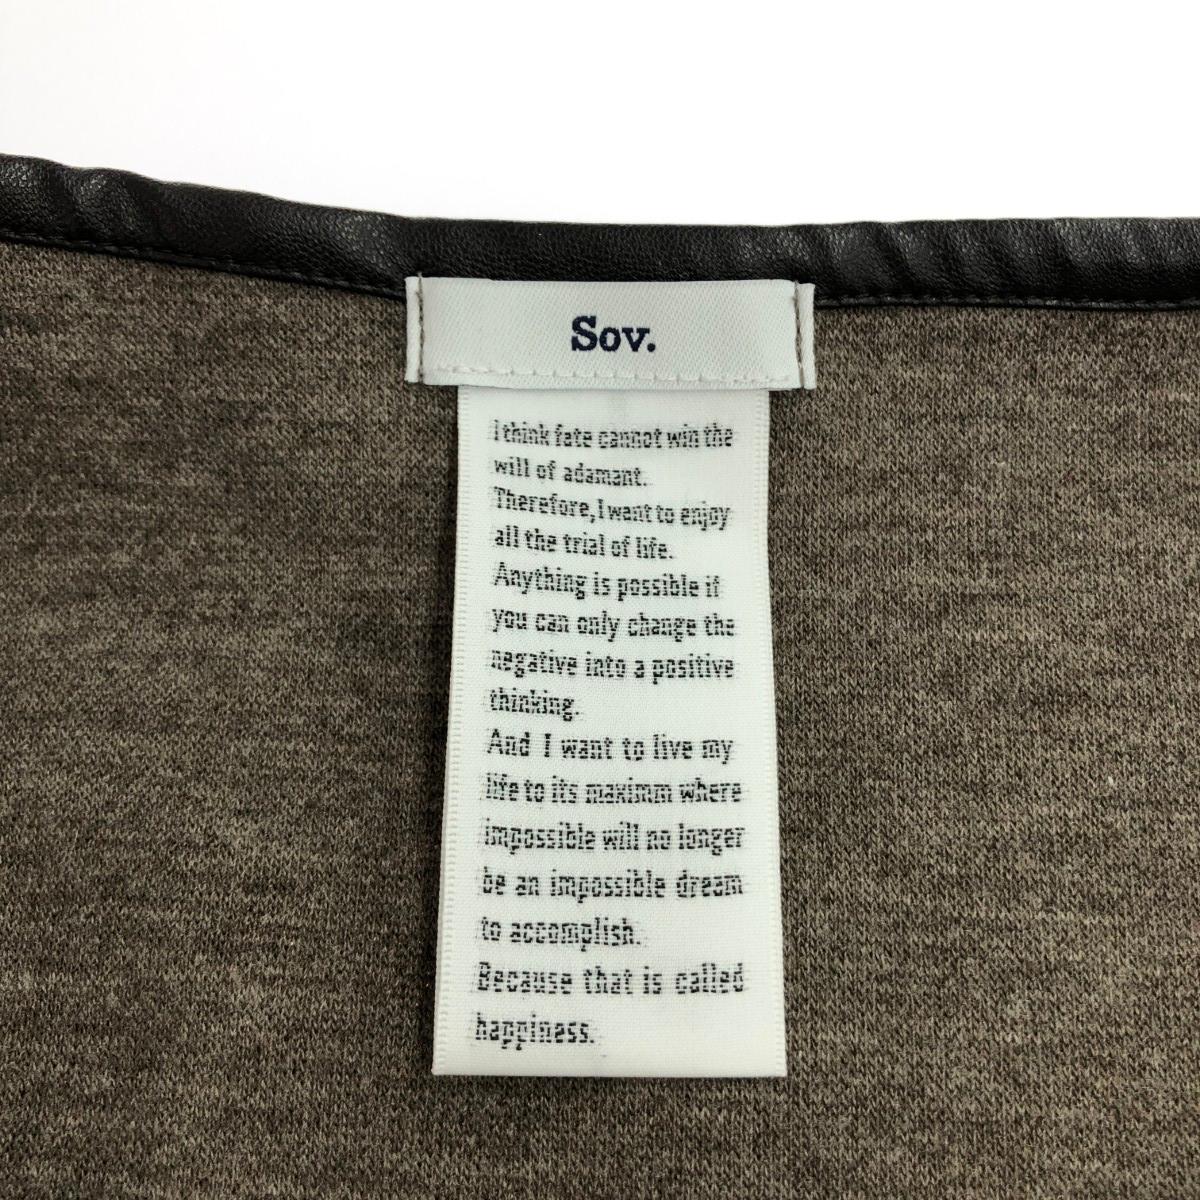 Sov.
I think fate cannot win the
will of adamant.
Therefore, I want to enjoy
all the trial of life.
Anything is possible if
you can only change the
negative into a positive
thinking.
And I want to live my
life to its maximm where
impossible will no longer
be an impossible dream
to accomplish.
Because that is called
happiness.